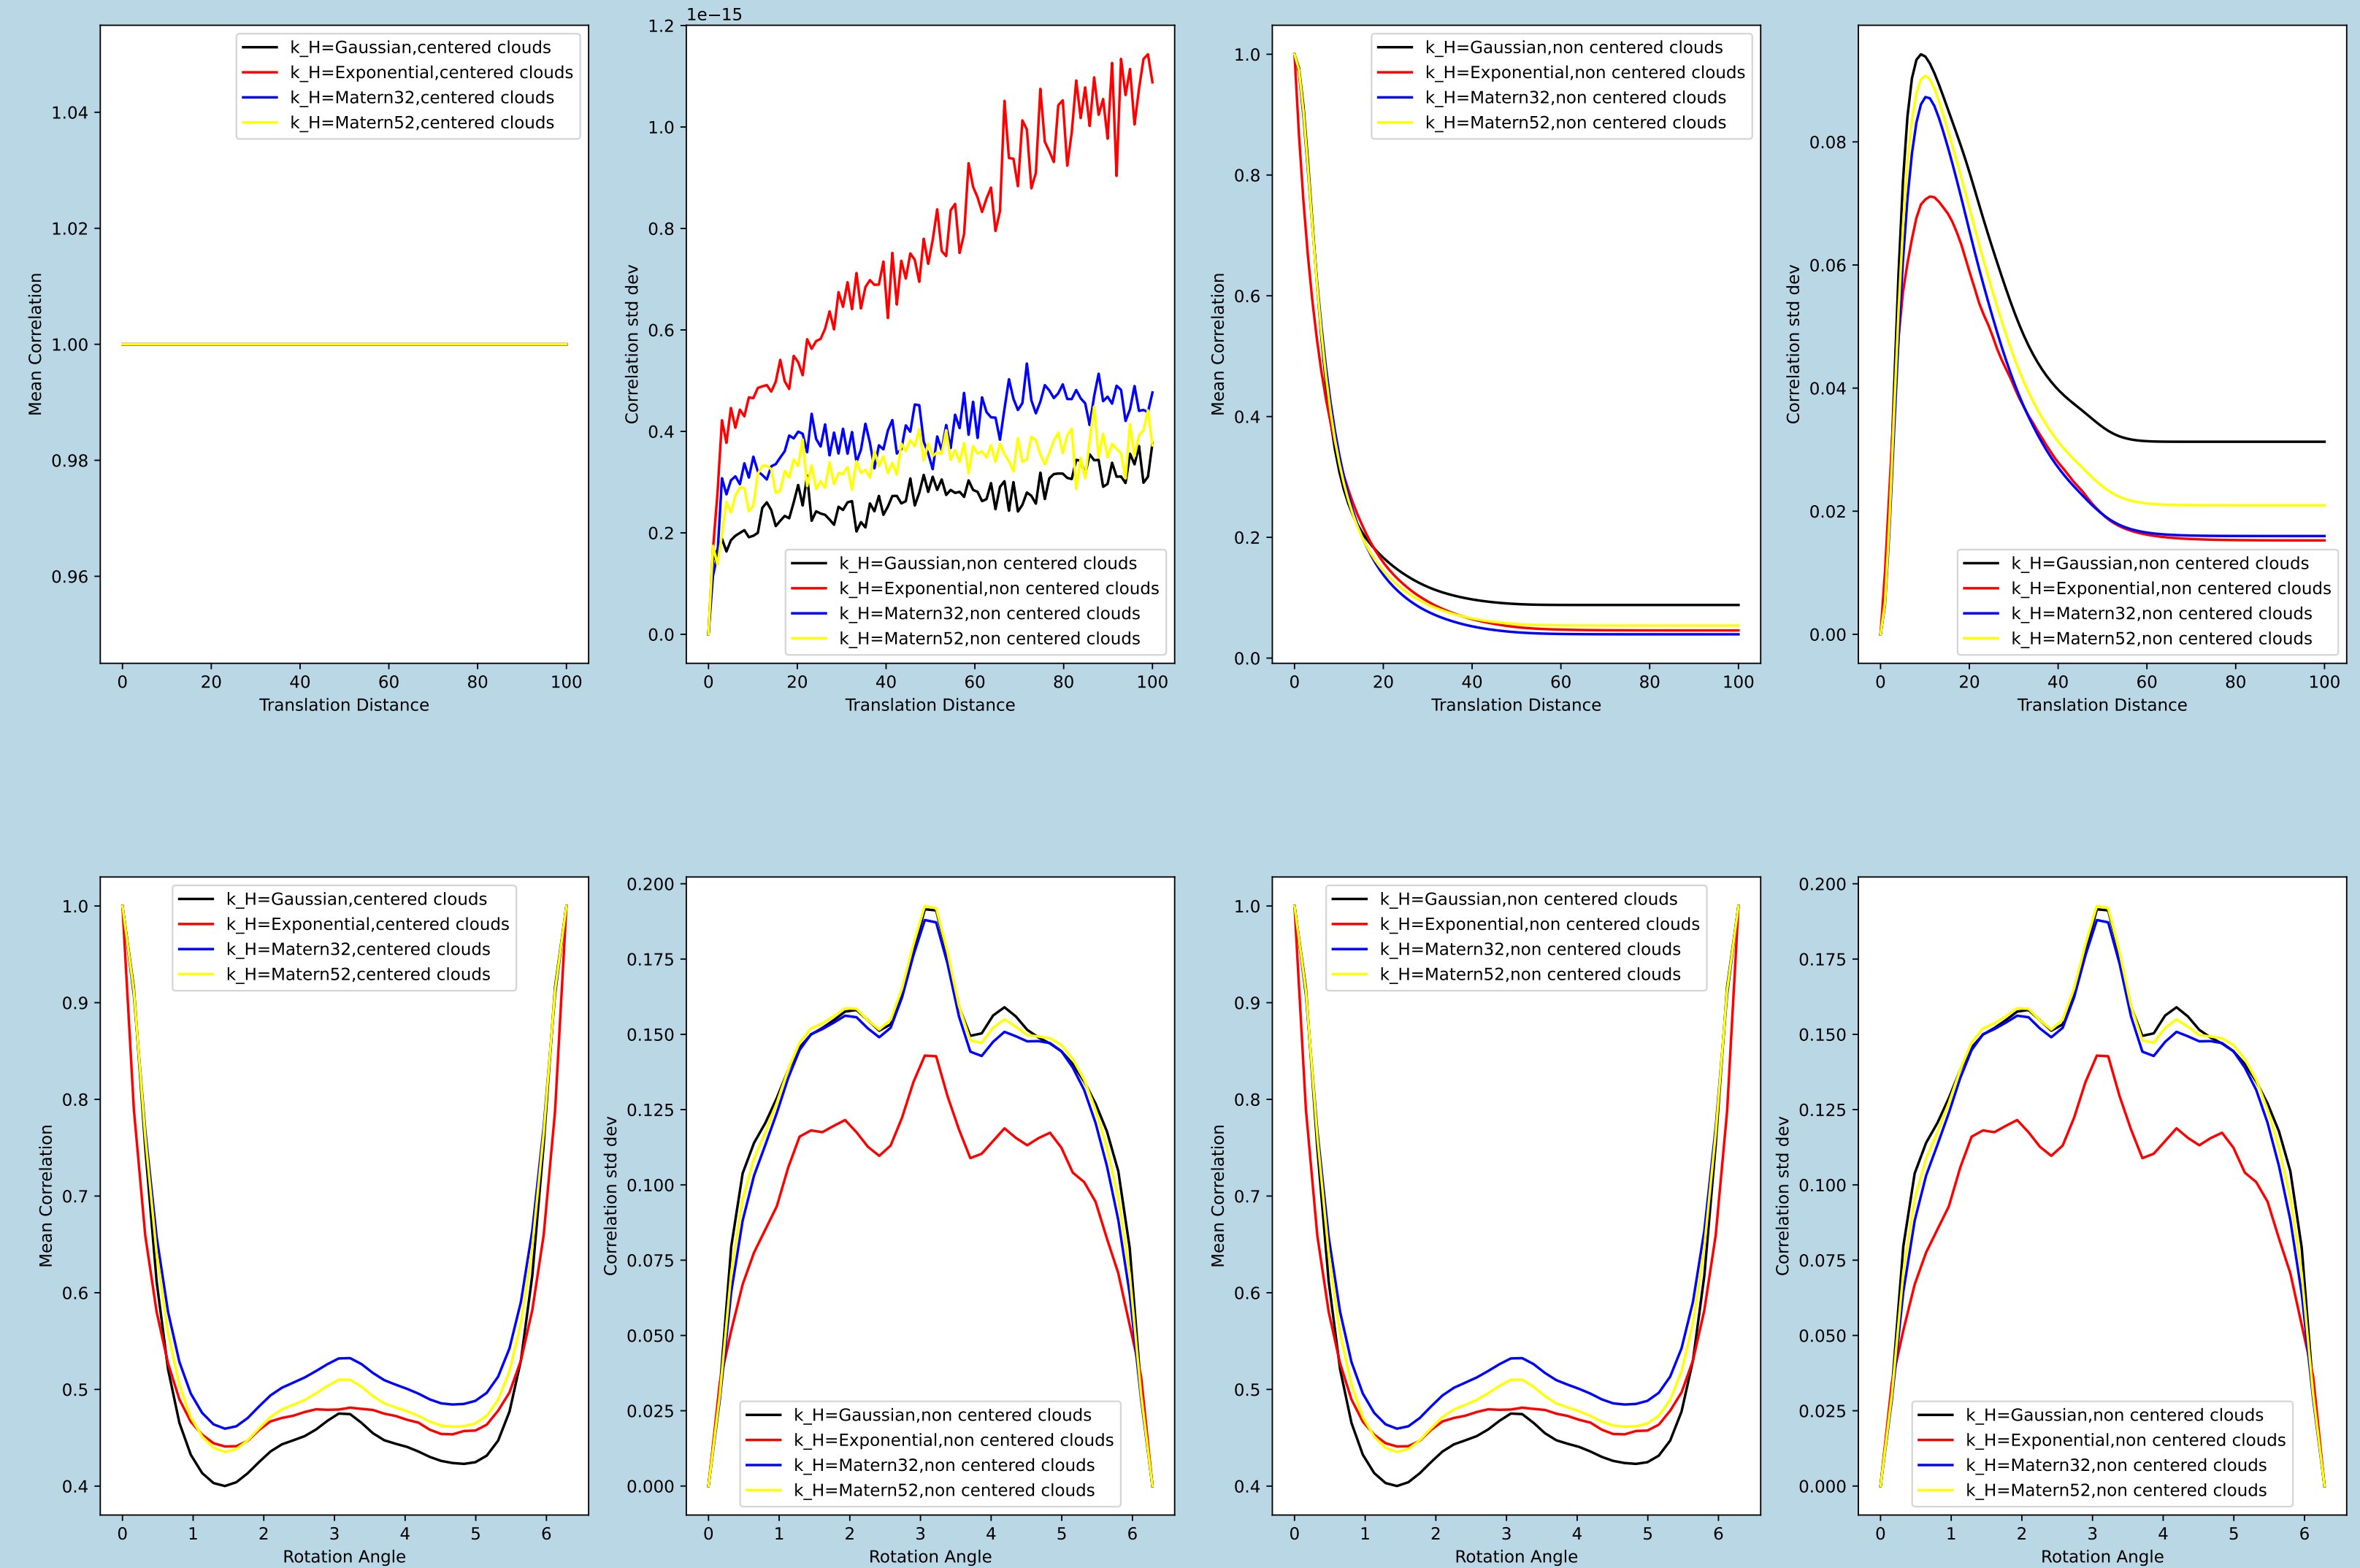 k_H=Gaussian,centered clouds
k_H=Exponential,centered clouds
k_H=Matern32,centered clouds
k_H=Matern52,centered clouds
1.04
1.02
1.00
0.98
0.96
Mean Correlation
0 20 40 60 80 100
Translation Distance
1e−15
1.2
1.0
0.8
0.6
0.4
0.2
0.0
Correlation std dev
k_H=Gaussian,non centered clouds
k_H=Exponential,non centered clouds
k_H=Matern32,non centered clouds
k_H=Matern52,non centered clouds
0 20 40 60 80 100
Translation Distance
k_H=Gaussian,non centered clouds
k_H=Exponential,non centered clouds
k_H=Matern32,non centered clouds
k_H=Matern52,non centered clouds
1.0
0.8
0.6
0.4
0.2
0.0
Mean Correlation
0 20 40 60 80 100
Translation Distance
0.08
0.06
0.04
0.02
0.00
Correlation std dev
k_H=Gaussian,non centered clouds
k_H=Exponential,non centered clouds
k_H=Matern32,non centered clouds
k_H=Matern52,non centered clouds
0 20 40 60 80 100
Translation Distance
k_H=Gaussian,centered clouds
k_H=Exponential,centered clouds
k_H=Matern32,centered clouds
k_H=Matern52,centered clouds
1.0
0.9
0.8
0.7
0.6
0.5
0.4
Mean Correlation
0 1 2 3 4 5 6
Rotation Angle
0.200
0.175
0.150
0.125
0.100
0.075
0.050
0.025
0.000
Correlation std dev
k_H=Gaussian,non centered clouds
k_H=Exponential,non centered clouds
k_H=Matern32,non centered clouds
k_H=Matern52,non centered clouds
0 1 2 3 4 5 6
Rotation Angle
k_H=Gaussian,non centered clouds
k_H=Exponential,non centered clouds
k_H=Matern32,non centered clouds
k_H=Matern52,non centered clouds
1.0
0.9
0.8
0.7
0.6
0.5
0.4
Mean Correlation
0 1 2 3 4 5 6
Rotation Angle
0.200
0.175
0.150
0.125
0.100
0.075
0.050
0.025
0.000
Correlation std dev
k_H=Gaussian,non centered clouds
k_H=Exponential,non centered clouds
k_H=Matern32,non centered clouds
k_H=Matern52,non centered clouds
0 1 2 3 4 5 6
Rotation Angle